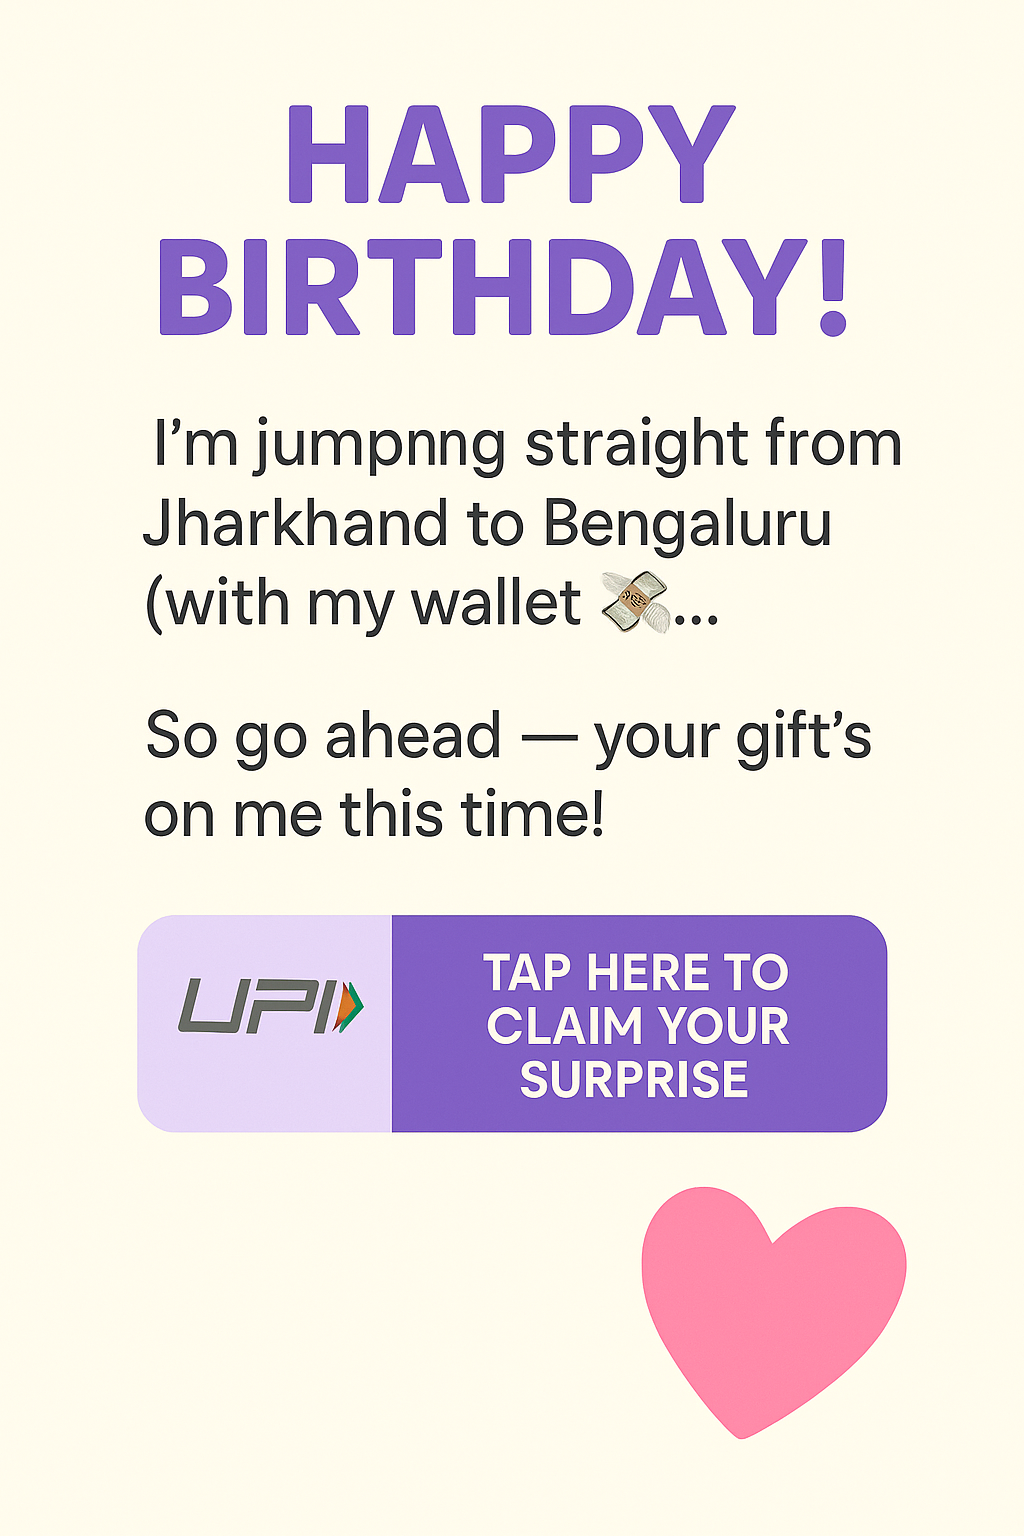 HAPPY
BIRTHDAY!
I’m jumpnng straight from
Jharkhand to Bengaluru
(with my wallet 💸...
So go ahead — your gift’s
on me this time!
UPI
TAP HERE TO
CLAIM YOUR
SURPRISE